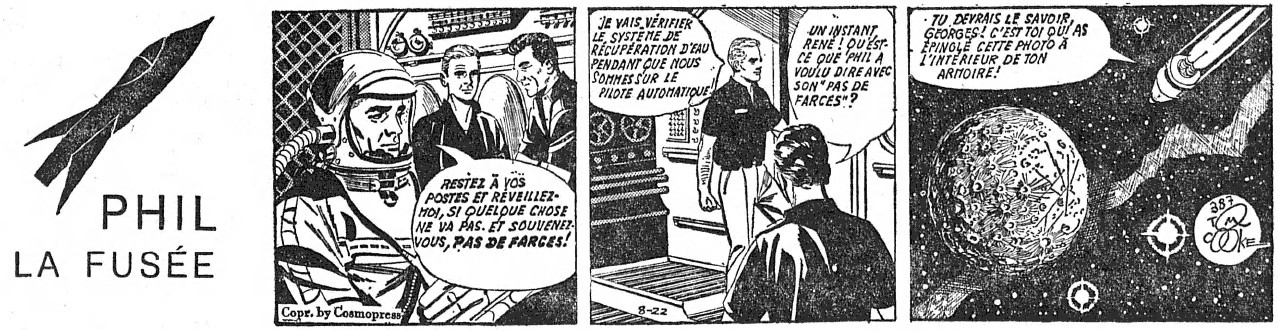 PHIL
LA FUSÉE
RESTEZ À VOS
POSTES ET RÉVEILLEZ-
MOI, SI QUELQUE CHOSE
NE VA PAS. ET SOUVENEZ-
VOUS, PAS DE FARCES!
Copr. by Cosmopress
JE VAIS VÉRIFIER
LE SYSTÈME DE
RÉCUPÉRATION D'EAU
PENDANT QUE NOUS
SOMMES SUR LE
PILOTE AUTOMATIQUE!
UN INSTANT
RENÉ! QU'EST-
CE QUE PHIL A
VOULU DIRE AVEC
SON "PAS DE
FARCES"?
8-22
TU DEVRAIS LE SAVOIR,
GEORGES! C'EST TOI QUI AS
ÉPINGLÉ CETTE PHOTO À
L'INTÉRIEUR DE TON
ARMOIRE!
387
TOM
COOKE